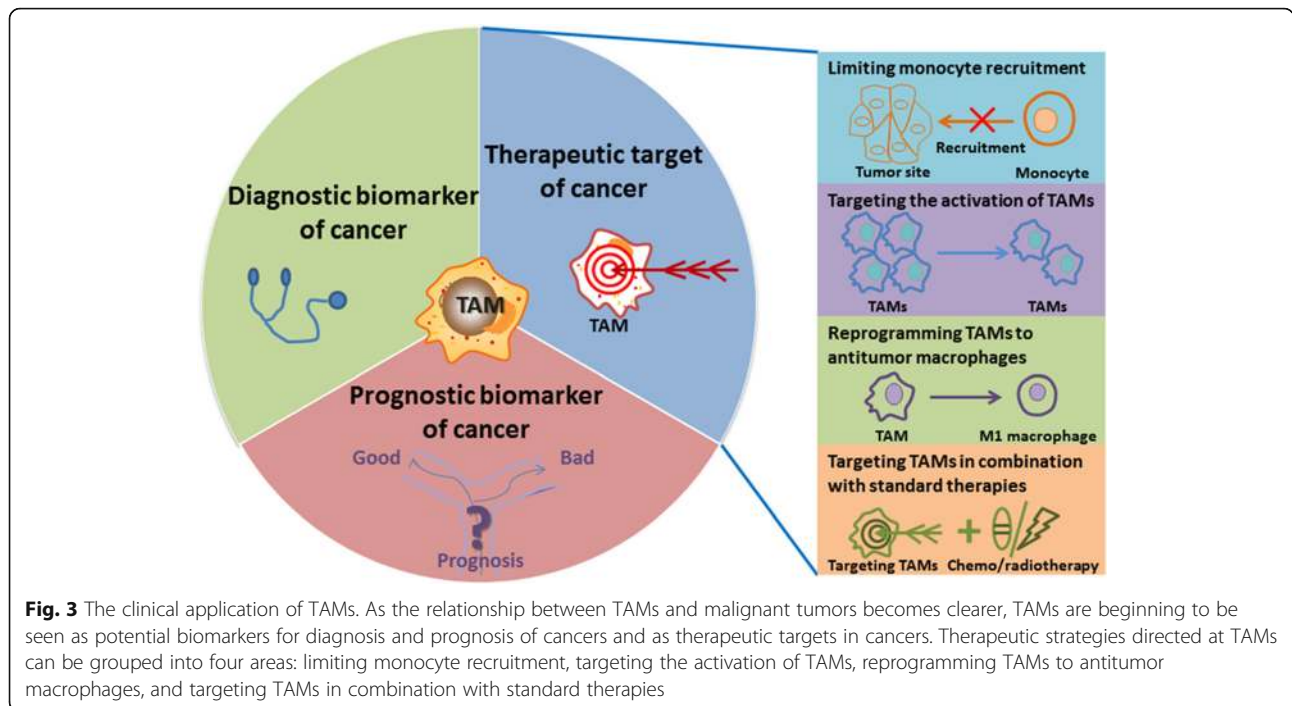 Diagnostic biomarker
of cancer
Therapeutic target
of cancer
TAM
TAM
Prognostic biomarker
of cancer
Good
Bad
?
Prognosis
Limiting monocyte recruitment
Recruitment
Tumor site
Monocyte
Targeting the activation of TAMs
TAMs
TAMs
Reprogramming TAMs to
antitumor macrophages
TAM
M1 macrophage
Targeting TAMs in combination
with standard therapies
+
Targeting TAMs
Chemo/radiotherapy
Fig. 3 The clinical application of TAMs. As the relationship between TAMs and malignant tumors becomes clearer, TAMs are beginning to be
seen as potential biomarkers for diagnosis and prognosis of cancers and as therapeutic targets in cancers. Therapeutic strategies directed at TAMs
can be grouped into four areas: limiting monocyte recruitment, targeting the activation of TAMs, reprogramming TAMs to antitumor
macrophages, and targeting TAMs in combination with standard therapies